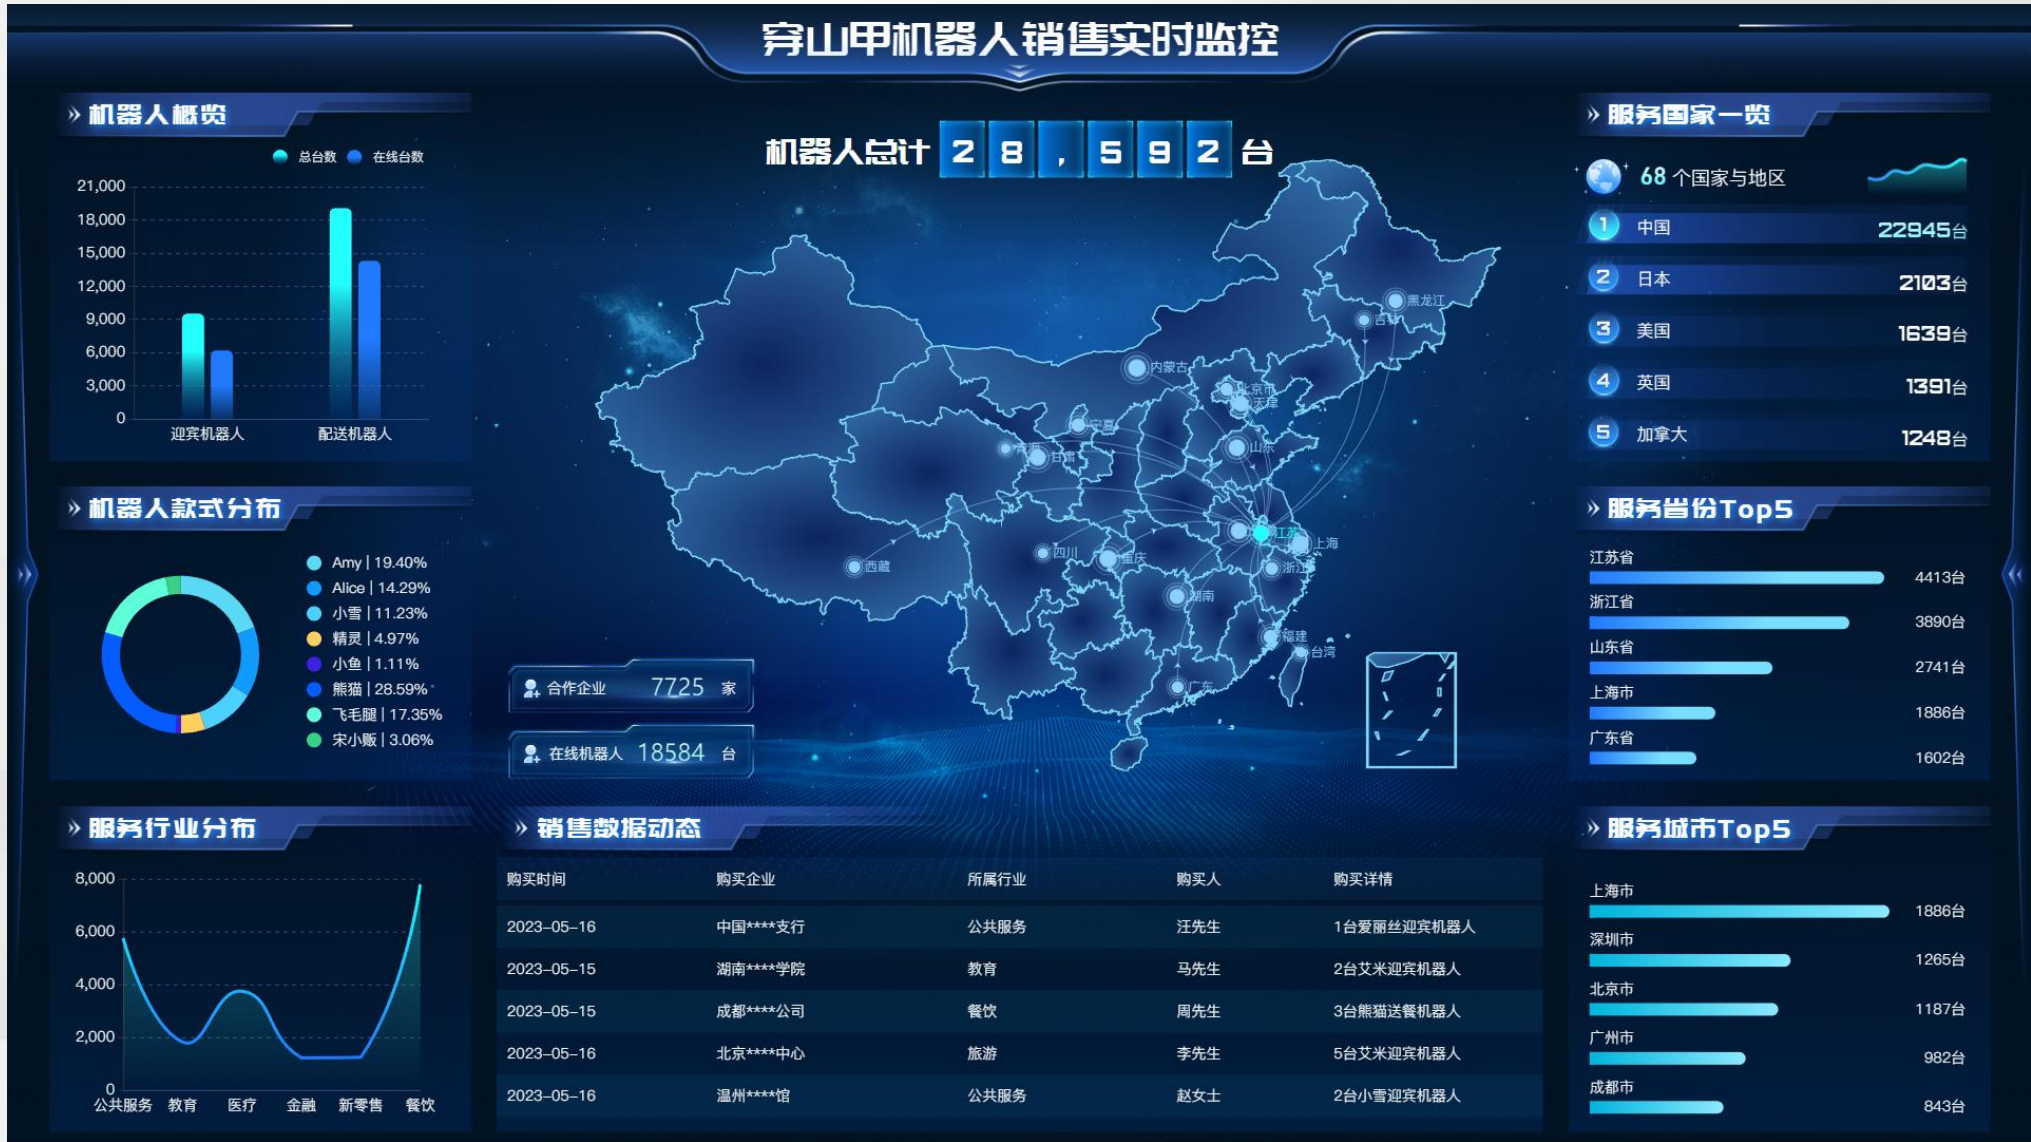 穿山甲机器人销售实时监控
机器人概览
总台数 在线台数
21,000
18,000
15,000
12,000
9,000
6,000
3,000
0
迎宾机器人 配送机器人
机器人款式分布
Amy | 19.40%
Alice | 14.29%
小雪 | 11.23%
精灵 | 4.97%
小鱼 | 1.11%
熊猫 | 28.59%
飞毛腿 | 17.35%
宋小贩 | 3.06%
服务行业分布
8,000
6,000
4,000
2,000
0
公共服务 教育 医疗 金融 新零售 餐饮
机器人总计 28,592 台
黑龙江
吉林
内蒙古
北京市
天津
宁夏
山东
青海
甘肃
江苏
上海
四川
重庆
浙江
西藏
湖南
福建
台湾
广东
合作企业 7725 家
在线机器人 18584 台
销售数据动态
购买时间 购买企业 所属行业 购买人 购买详情
2023-05-16 中国****支行 公共服务 汪先生 1台爱丽丝迎宾机器人
2023-05-15 湖南****学院 教育 马先生 2台艾米迎宾机器人
2023-05-15 成都****公司 餐饮 周先生 3台熊猫送餐机器人
2023-05-16 北京****中心 旅游 李先生 5台艾米迎宾机器人
2023-05-16 温州****馆 公共服务 赵女士 2台小雪迎宾机器人
服务国家一览
68 个国家与地区
1 中国 22945台
2 日本 2103台
3 美国 1639台
4 英国 1391台
5 加拿大 1248台
服务省份Top5
江苏省
4413台
浙江省
3890台
山东省
2741台
上海市
1886台
广东省
1602台
服务城市Top5
上海市
1886台
深圳市
1265台
北京市
1187台
广州市
982台
成都市
843台